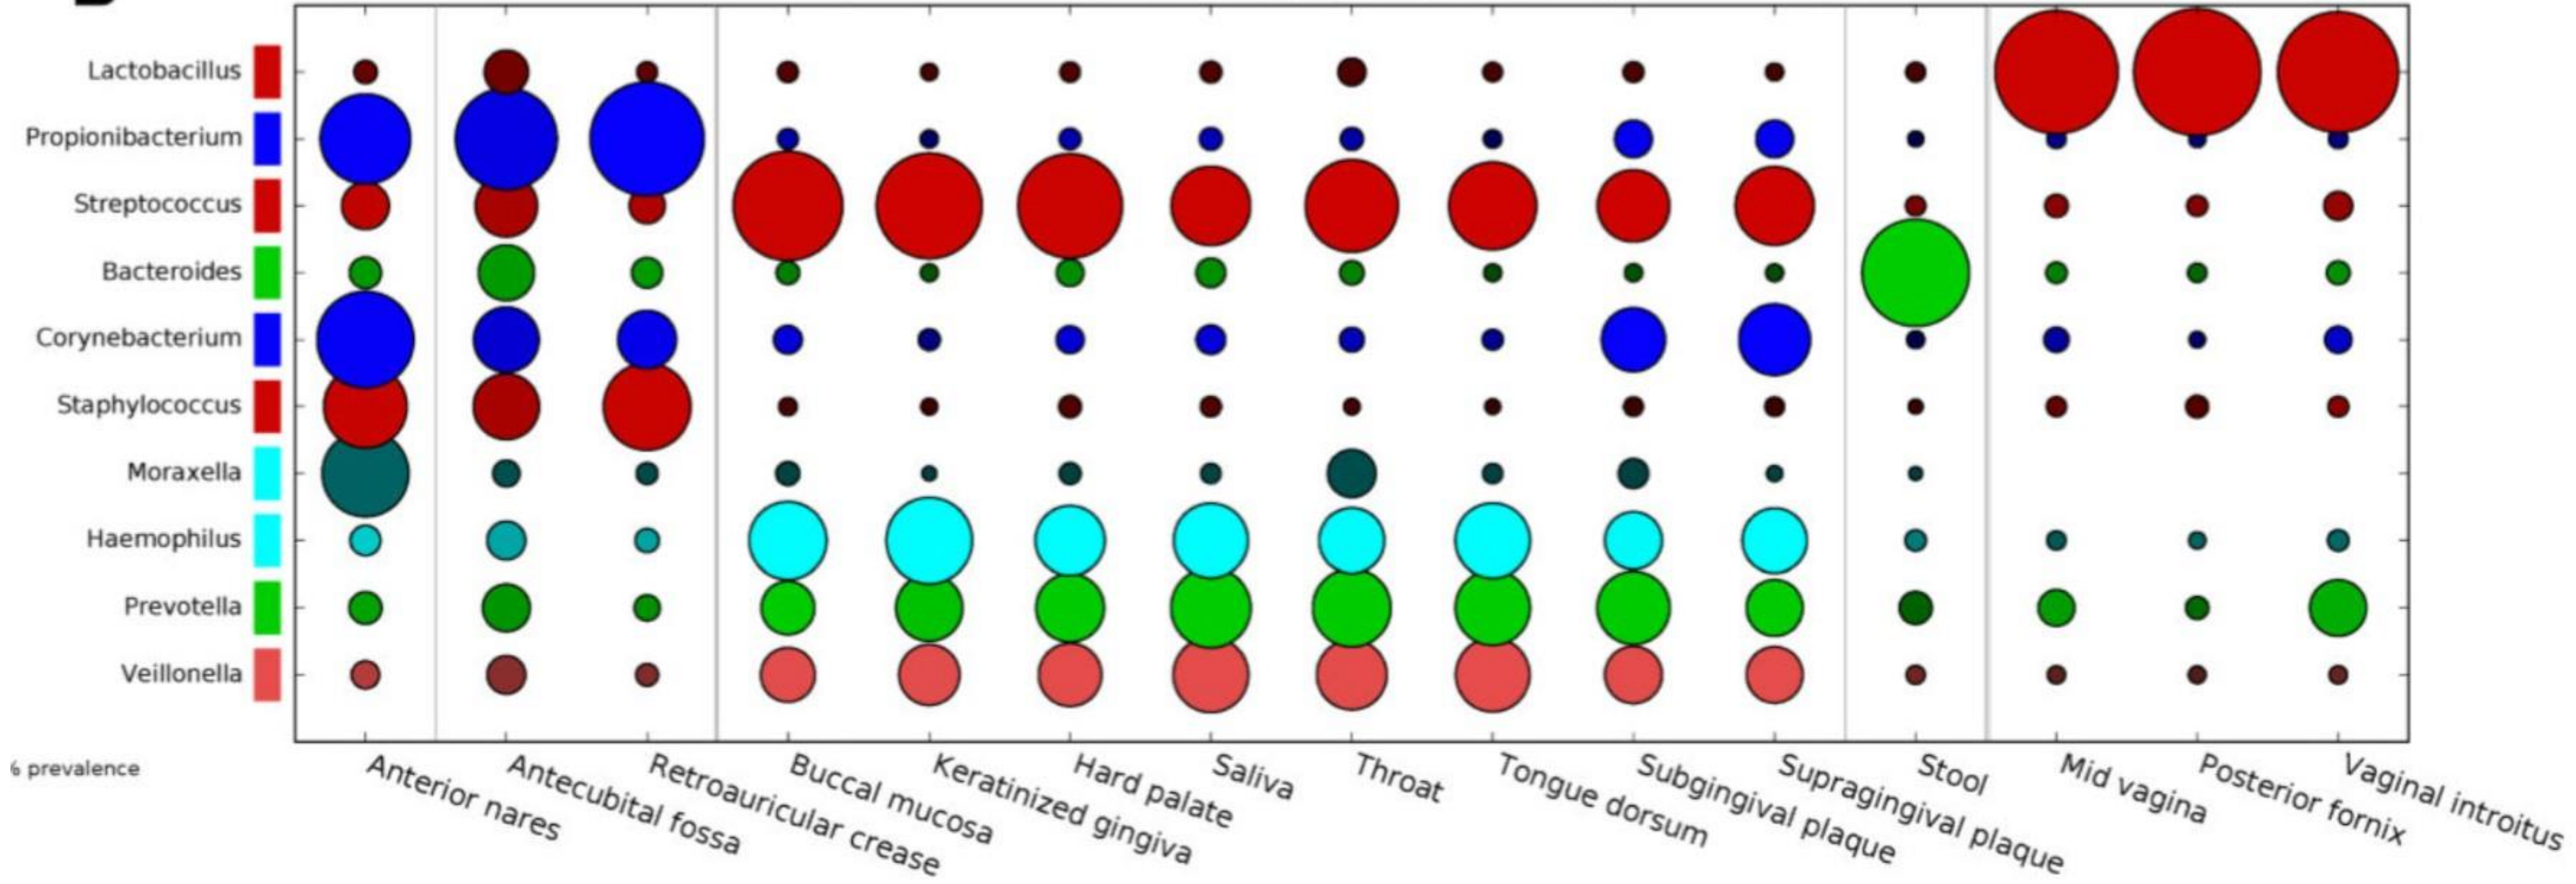 Lactobacillus
Propionibacterium
Streptococcus
Bacteroides
Corynebacterium
Staphylococcus
Moraxella
Haemophilus
Prevotella
Veillonella
% prevalence
Anterior nares
Antecubital fossa
Retroauricular crease
Buccal mucosa
Keratinized gingiva
Hard palate
Saliva
Throat
Tongue dorsum
Subgingival plaque
Supragingival plaque
Stool
Mid vagina
Posterior fornix
Vaginal introitus